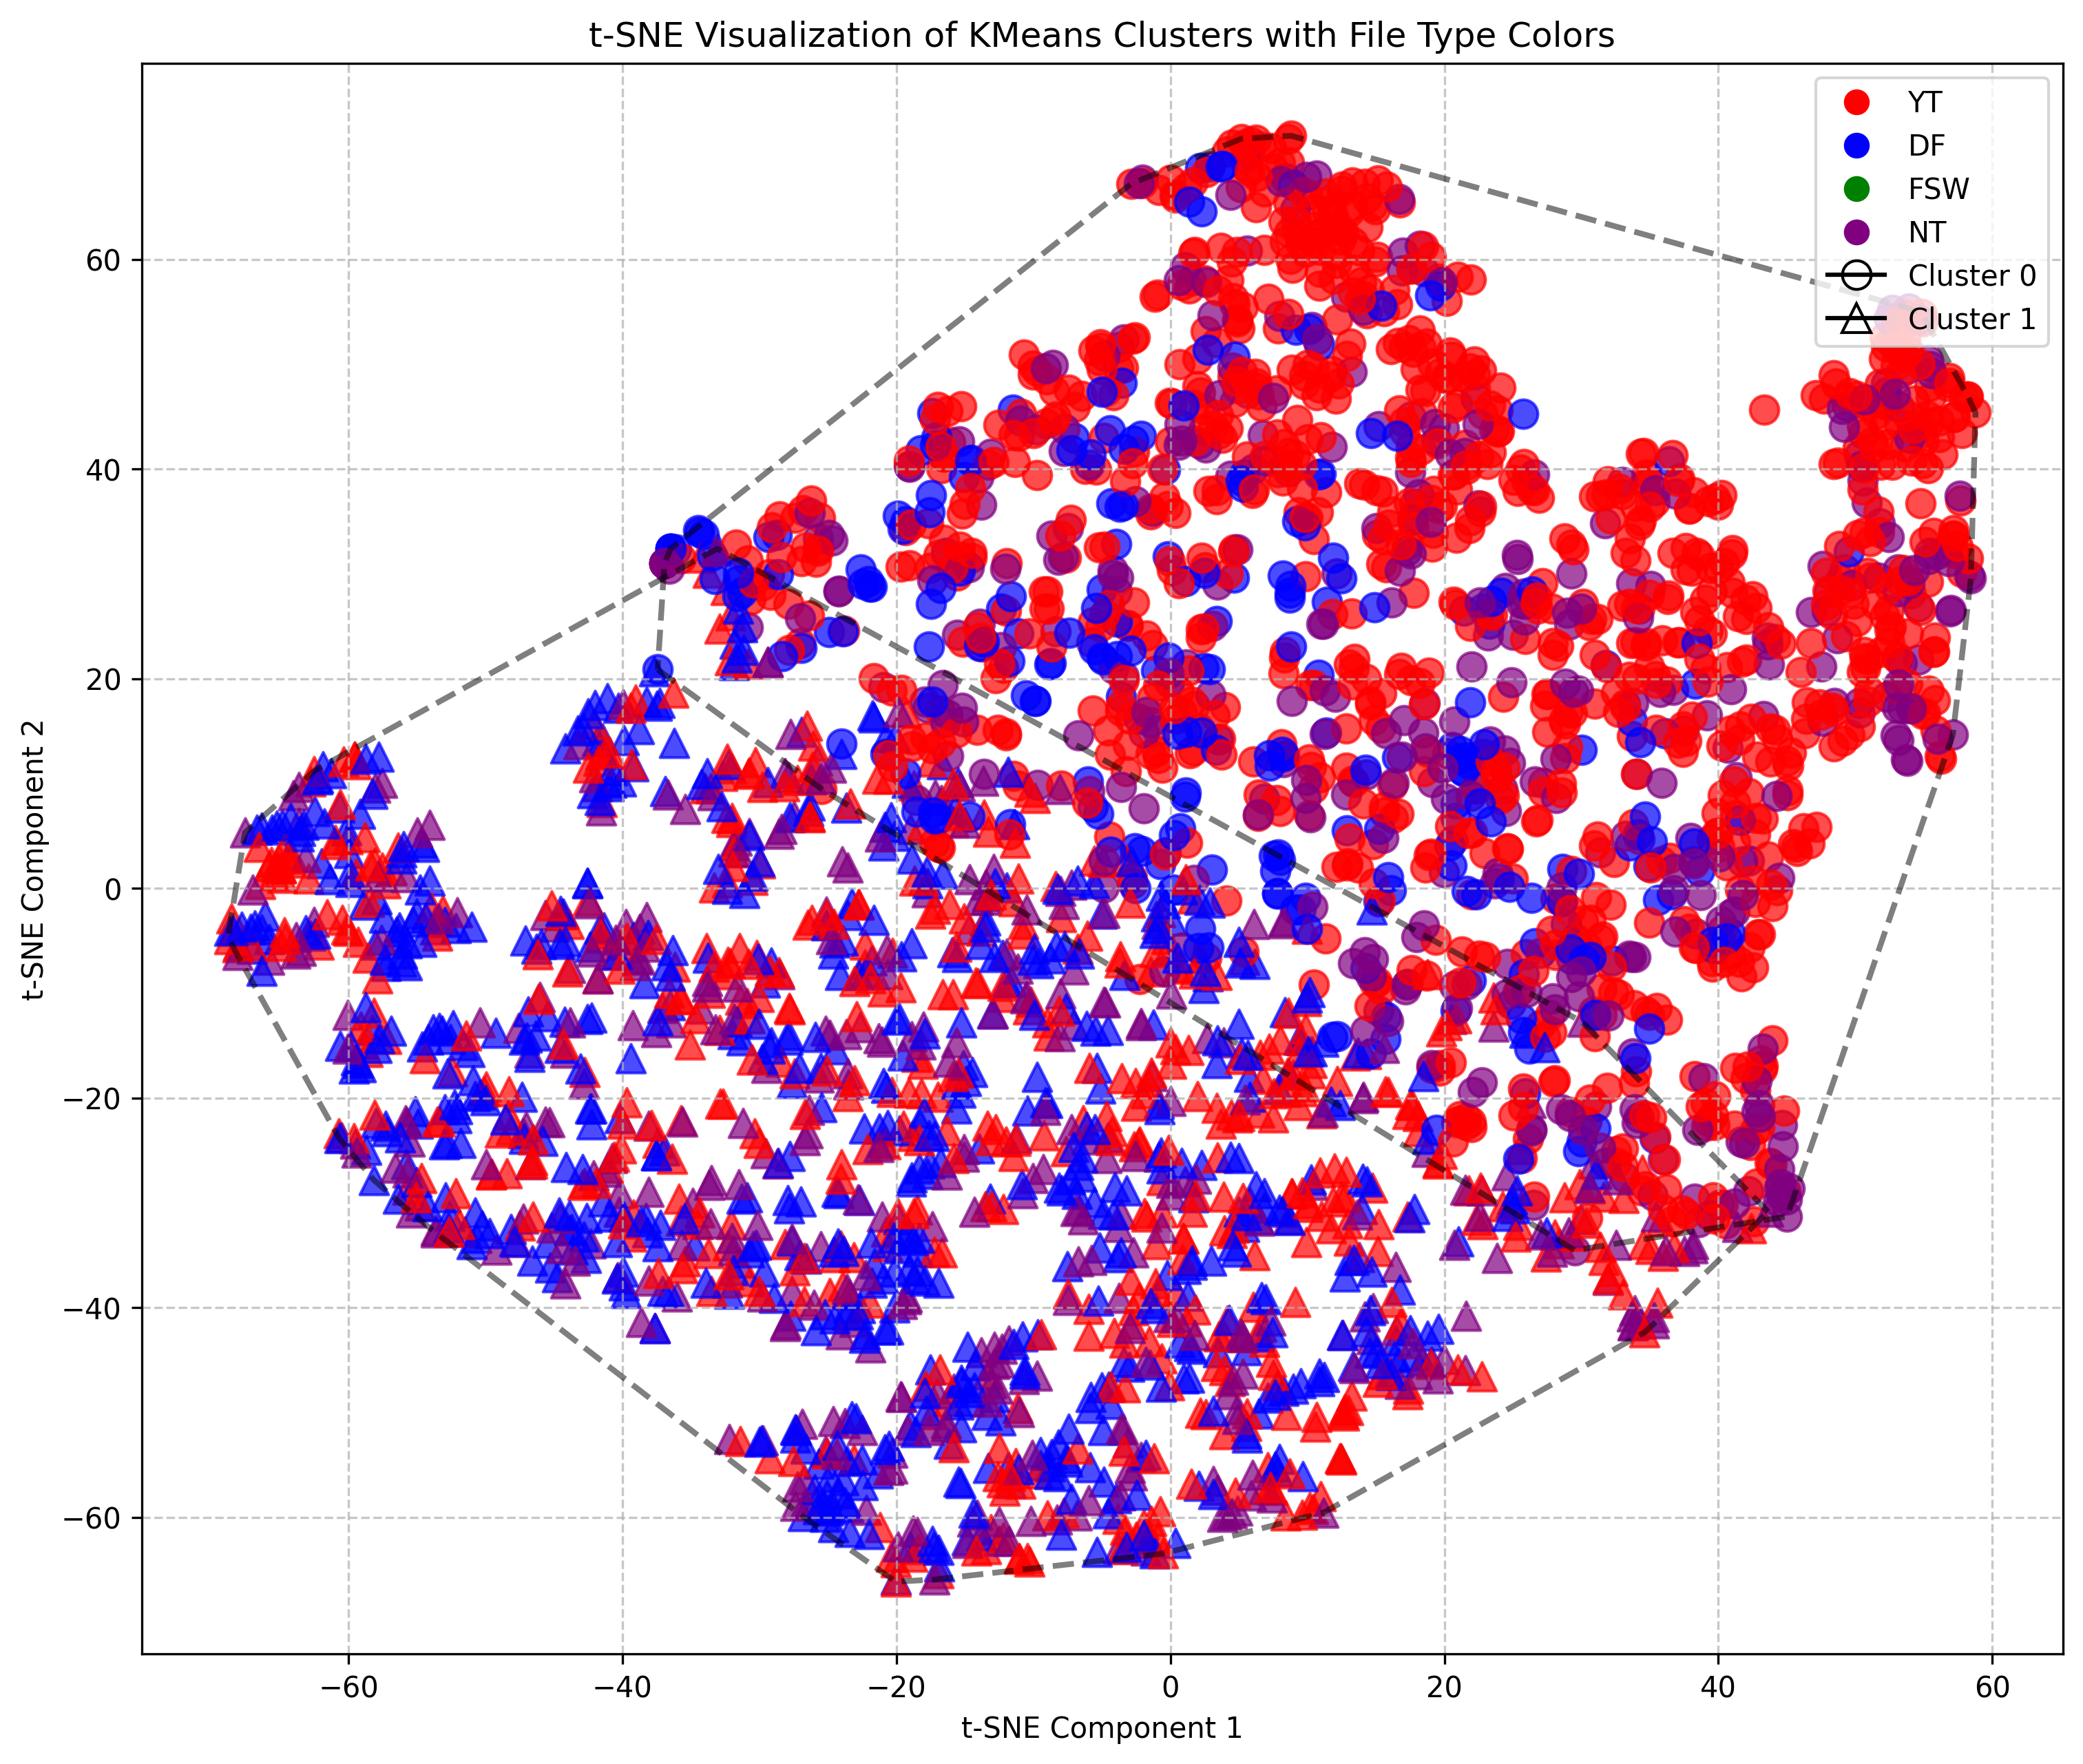 t-SNE Visualization of KMeans Clusters with File Type Colors
YT
DF
FSW
NT
Cluster 0
Cluster 1
t-SNE Component 2
60
40
20
0
−20
−40
−60
−60
−40
−20
0
20
40
60
t-SNE Component 1